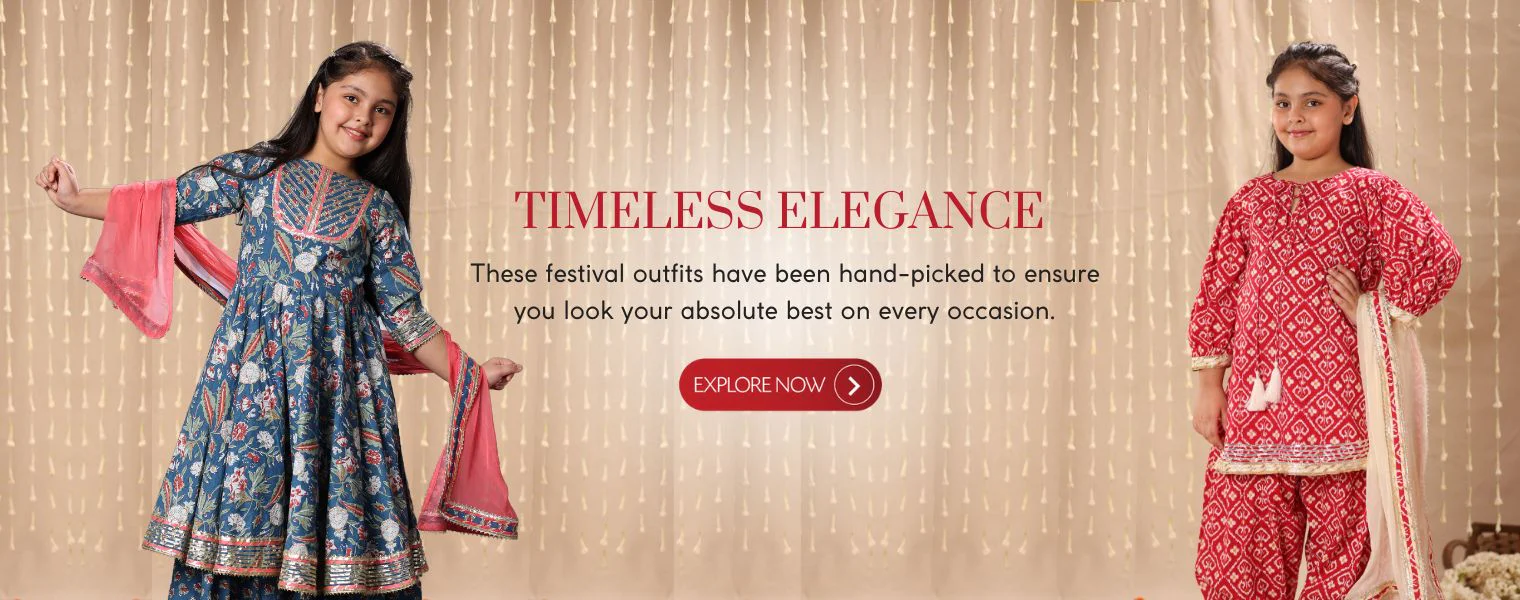 TIMELESS ELEGANCE
These festival outfits have been hand-picked to ensure
you look your absolute best on every occasion.
EXPLORE NOW